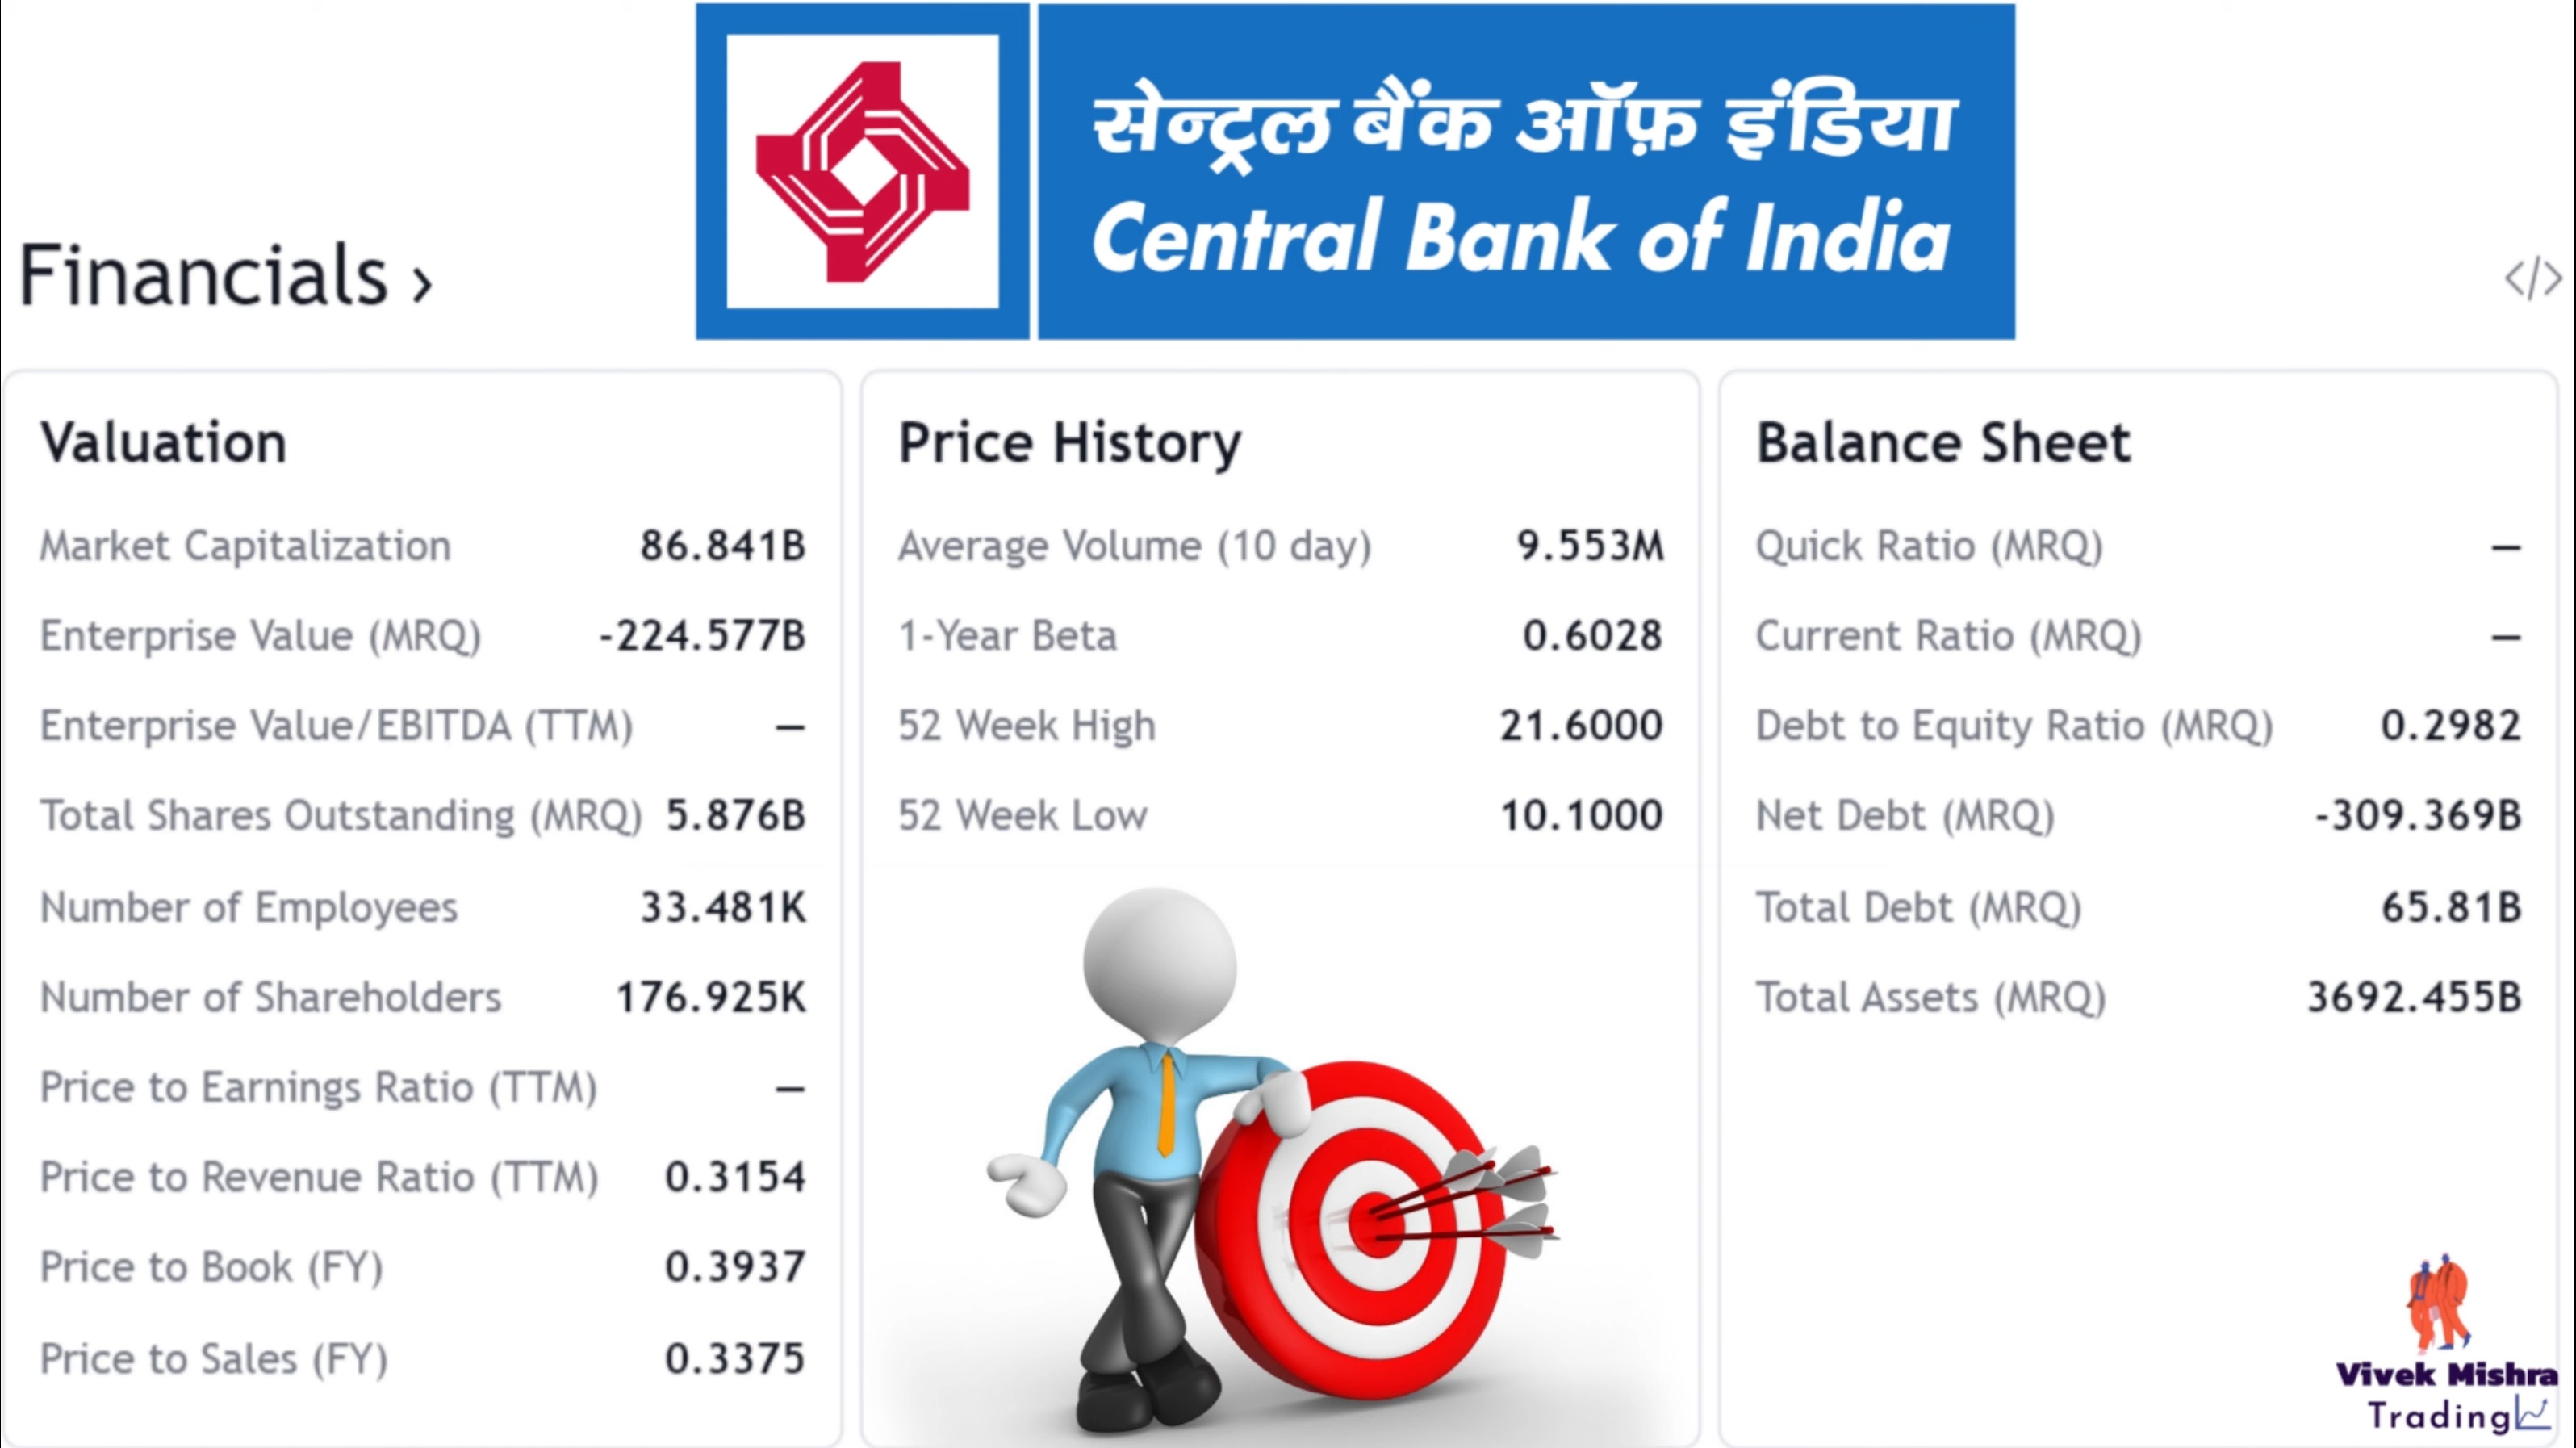 सेन्ट्रल बैंक ऑफ़ इंडिया
Central Bank of India
Financials ›
</>
Valuation
Market Capitalization 86.841B
Enterprise Value (MRQ) -224.577B
Enterprise Value/EBITDA (TTM) —
Total Shares Outstanding (MRQ) 5.876B
Number of Employees 33.481K
Number of Shareholders 176.925K
Price to Earnings Ratio (TTM) —
Price to Revenue Ratio (TTM) 0.3154
Price to Book (FY) 0.3937
Price to Sales (FY) 0.3375
Price History
Average Volume (10 day) 9.553M
1-Year Beta 0.6028
52 Week High 21.6000
52 Week Low 10.1000
Balance Sheet
Quick Ratio (MRQ) —
Current Ratio (MRQ) —
Debt to Equity Ratio (MRQ) 0.2982
Net Debt (MRQ) -309.369B
Total Debt (MRQ) 65.81B
Total Assets (MRQ) 3692.455B
Vivek Mishra
Trading